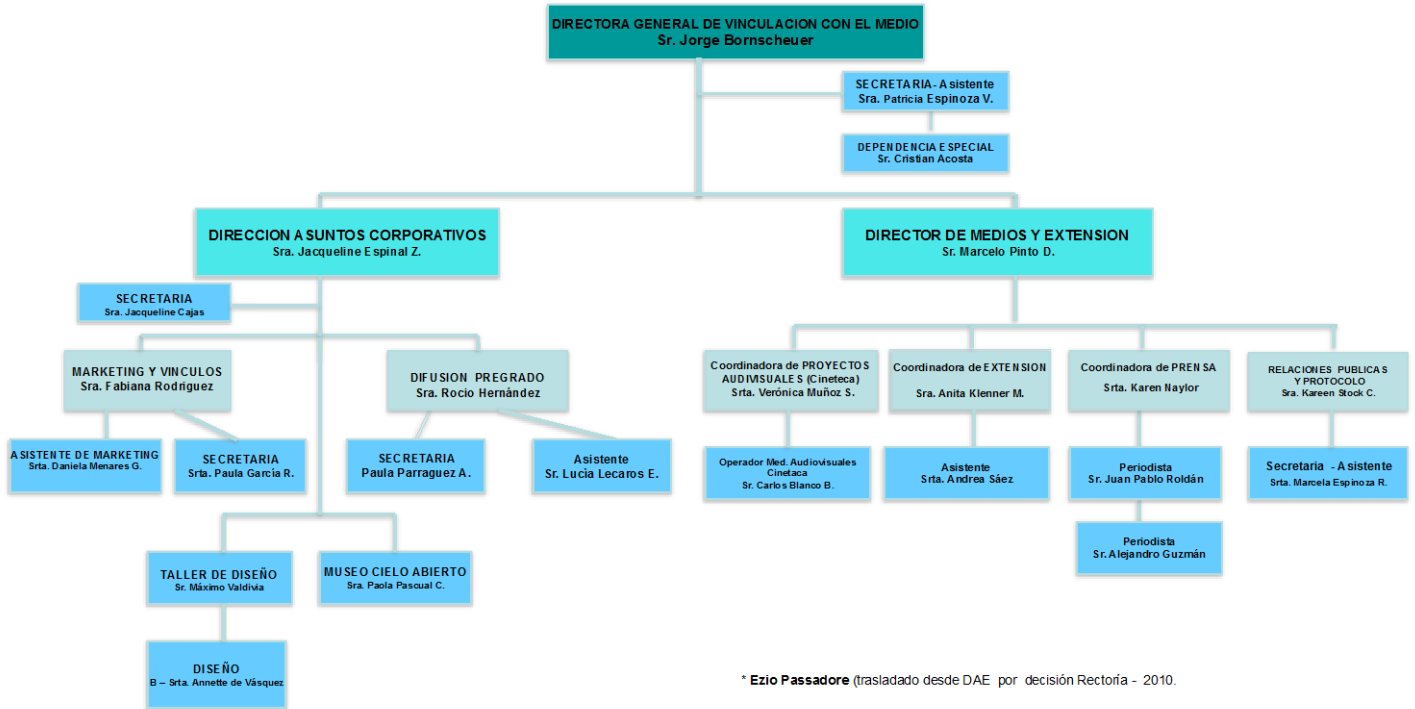 DIRECTORA GENERAL DE VINCULACION CON EL MEDIO
Sr. Jorge Bornscheuer
SECRETARIA- Asistente
Sra. Patricia Espinoza V.
DEPENDENCIA ESPECIAL
Sr. Cristian Acosta
DIRECCION ASUNTOS CORPORATIVOS
Sra. Jacqueline Espinal Z.
DIRECTOR DE MEDIOS Y EXTENSION
Sr. Marcelo Pinto D.
SECRETARIA
Sra. Jacqueline Cajas
MARKETING Y VINCULOS
Sra. Fabiana Rodríguez
DIFUSION PREGRADO
Sra. Rocio Hernández
Coordinadora de PROYECTOS
AUDIVISUALES (Cineteca)
Srta. Verónica Muñoz S.
Coordinadora de EXTENSION
Sra. Anita Klenner M.
Coordinadora de PRENSA
Srta. Karen Naylor
RELACIONES PUBLICAS
Y PROTOCOLO
Sra. Kareen Stock C.
ASISTENTE DE MARKETING
Srta. Daniela Menares G.
SECRETARIA
Srta. Paula García R.
SECRETARIA
Paula Parraguez A.
Asistente
Sr. Lucia Lecaros E.
Operador Med. Audiovisuales
Cinetaca
Sr. Carlos Blanco B.
Asistente
Srta. Andrea Sáez
Periodista
Sr. Juan Pablo Roldán
Secretaria - Asistente
Srta. Marcela Espinoza R.
Periodista
Sr. Alejandro Guzmán
TALLER DE DISEÑO
Sr. Máximo Valdivia
MUSEO CIELO ABIERTO
Sra. Paola Pascual C.
DISEÑO
B – Srta. Annette de Vásquez
* Ezio Passadore (trasladado desde DAE por decisión Rectoría - 2010.